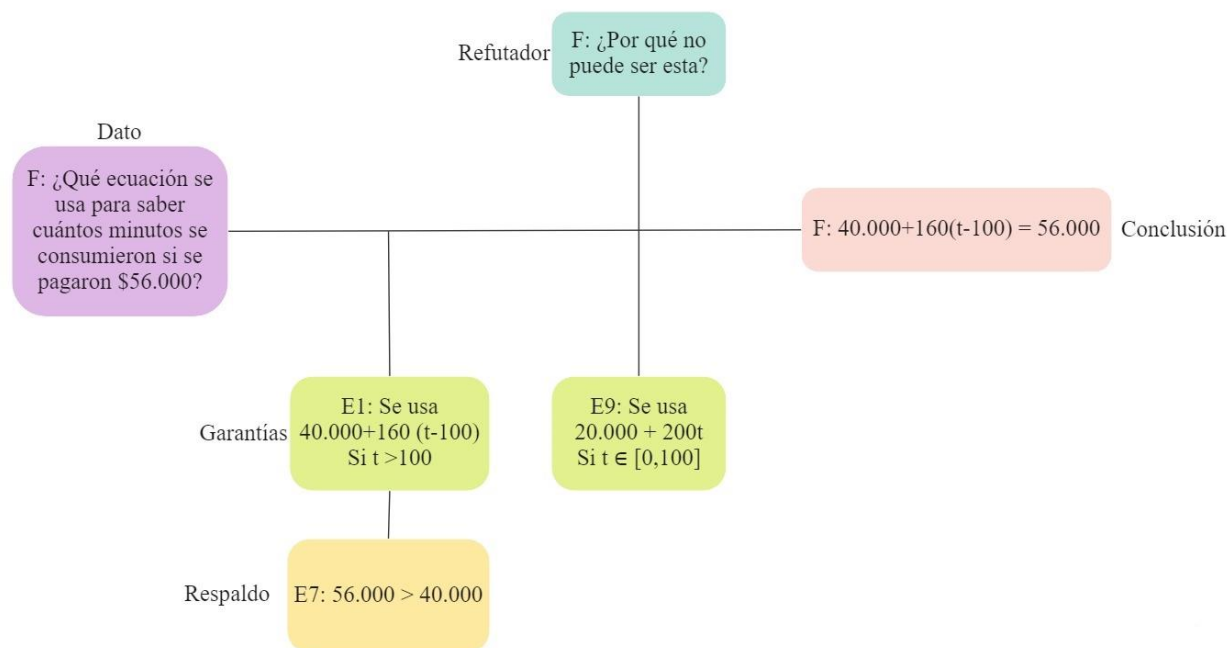 Refutador
F: ¿Por qué no
puede ser esta?
Dato
F: ¿Qué ecuación se
usa para saber
cuántos minutos se
consumieron si se
pagaron $56.000?
F: 40.000+160(t-100) = 56.000
Conclusión
Garantías
E1: Se usa
40.000+160 (t-100)
Si t >100
E9: Se usa
20.000 + 200t
Si t ∈ [0,100]
Respaldo
E7: 56.000 > 40.000